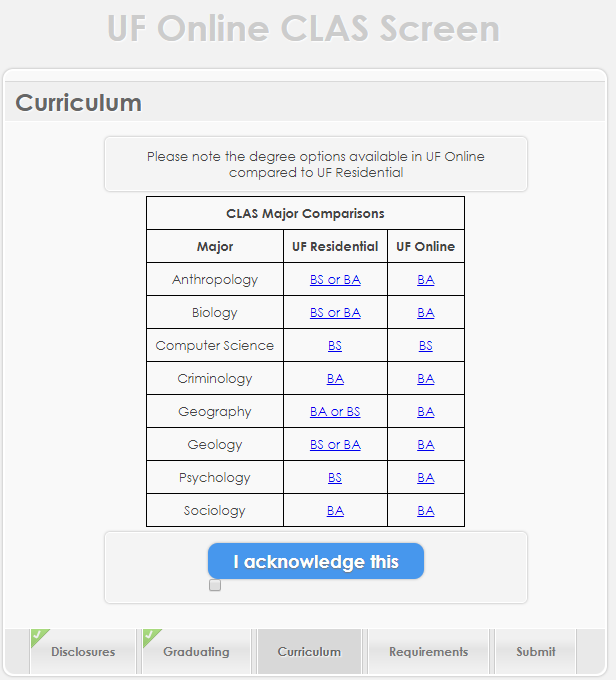 UF Online CLAS Screen
Curriculum
Please note the degree options available in UF Online
compared to UF Residential
CLAS Major Comparisons
Major UF Residential UF Online
Anthropology BS or BA BA
Biology BS or BA BA
Computer Science BS BS
Criminology BA BA
Geography BA or BS BA
Geology BS or BA BA
Psychology BS BA
Sociology BA BA
I acknowledge this
Disclosures Graduating Curriculum Requirements Submit